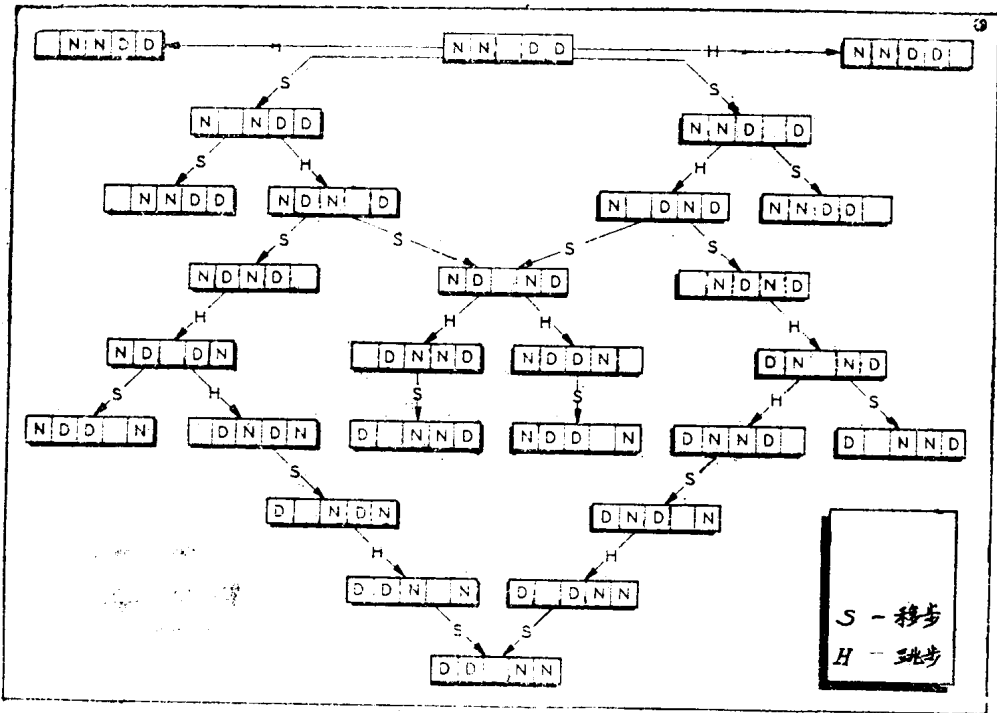 N N D D H N N D D H N N D D
S S
N N D D N N D D
S H H S
N N D D N D N D N D N D N N D D
S S S S
N D N D N D N D N D N D
H H H H
N D D N D N N D N D D N D N N D
S H S S H S
N D D N D N D N D N N D N D D N D N N D D N N D
S S
D N D N D N D N
H H
D D N N D D N N
S S
D D N N
S - 移步
H - 跳步